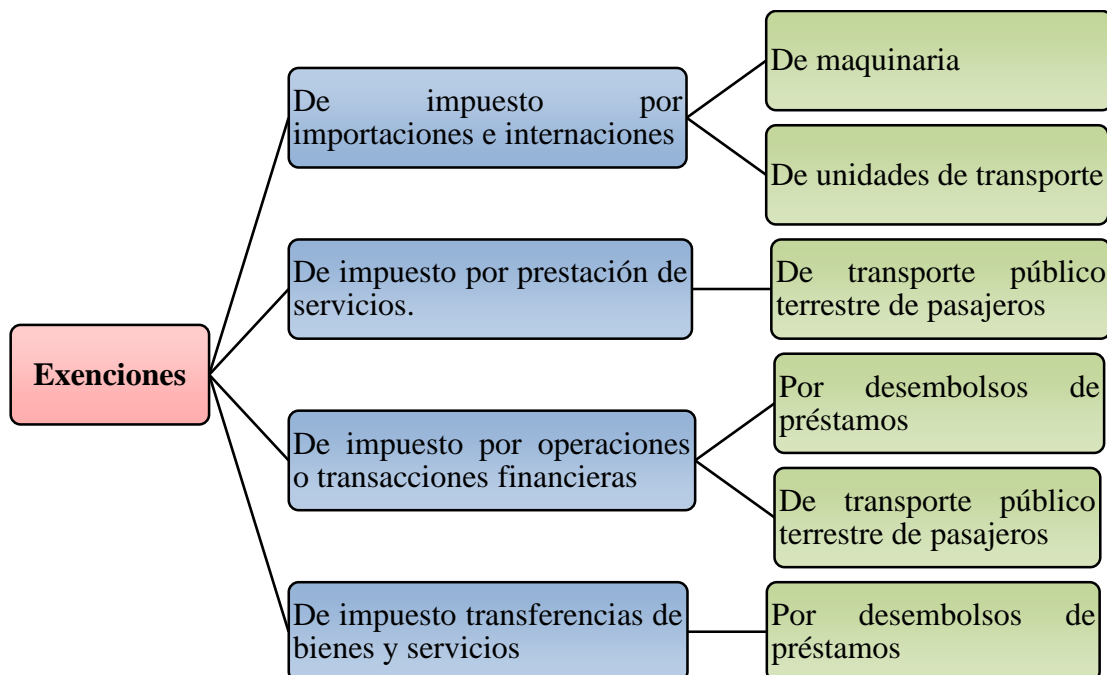 Exenciones
De impuesto por
importaciones e internaciones
De maquinaria
De unidades de transporte
De impuesto por prestación de
servicios.
De transporte público
terrestre de pasajeros
De impuesto por operaciones
o transacciones financieras
Por desembolsos de
préstamos
De transporte público
terrestre de pasajeros
De impuesto transferencias de
bienes y servicios
Por desembolsos de
préstamos